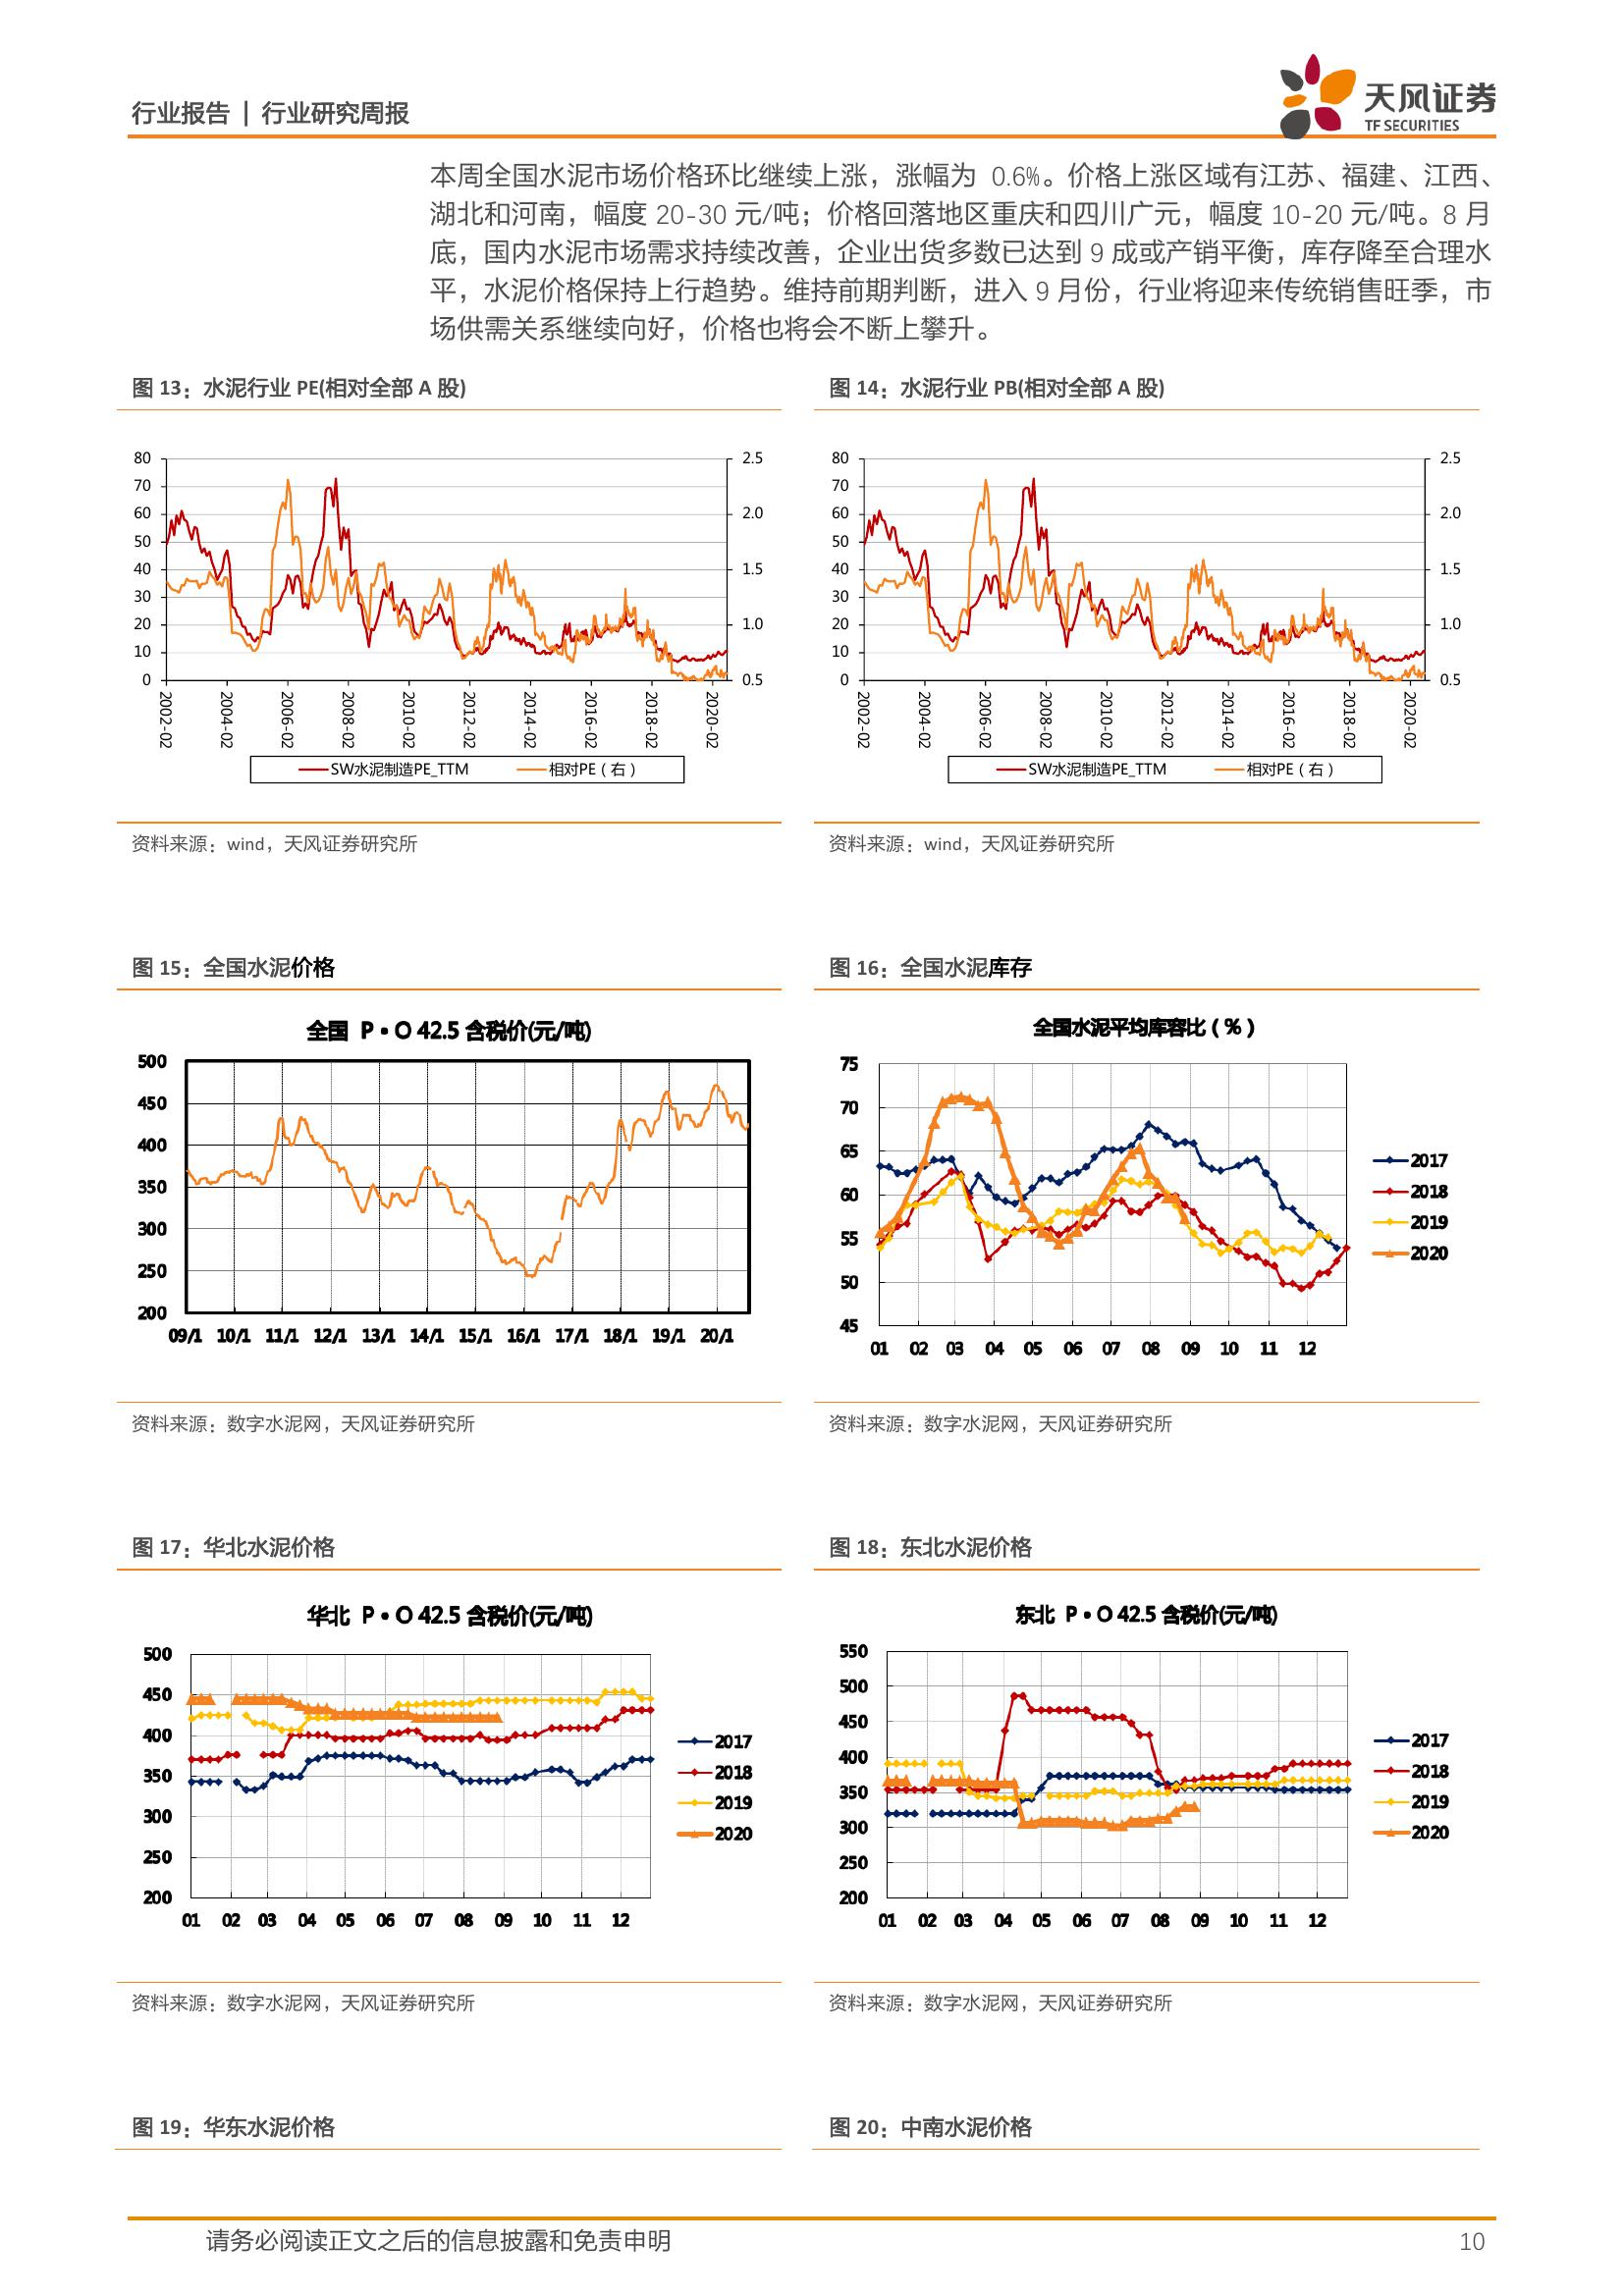 行业报告 | 行业研究周报
天风证券
TF SECURITIES
本周全国水泥市场价格环比继续上涨，涨幅为 0.6%。价格上涨区域有江苏、福建、江西、
湖北和河南，幅度 20-30 元/吨；价格回落地区重庆和四川广元，幅度 10-20 元/吨。8 月
底，国内水泥市场需求持续改善，企业出货多数已达到 9 成或产销平衡，库存降至合理水
平，水泥价格保持上行趋势。维持前期判断，进入 9 月份，行业将迎来传统销售旺季，市
场供需关系继续向好，价格也将会不断上攀升。
图 13：水泥行业 PE(相对全部 A 股)
80
70
60
50
40
30
20
10
0
2.5
2.0
1.5
1.0
0.5
2002-02
2004-02
2006-02
2008-02
2010-02
2012-02
2014-02
2016-02
2018-02
2020-02
SW水泥制造PE_TTM
相对PE（右）
资料来源：wind，天风证券研究所
图 14：水泥行业 PB(相对全部 A 股)
80
70
60
50
40
30
20
10
0
2.5
2.0
1.5
1.0
0.5
2002-02
2004-02
2006-02
2008-02
2010-02
2012-02
2014-02
2016-02
2018-02
2020-02
SW水泥制造PE_TTM
相对PE（右）
资料来源：wind，天风证券研究所
图 15：全国水泥价格
全国 P·O 42.5 含税价(元/吨)
500
450
400
350
300
250
200
09/1 10/1 11/1 12/1 13/1 14/1 15/1 16/1 17/1 18/1 19/1 20/1
资料来源：数字水泥网，天风证券研究所
图 16：全国水泥库存
全国水泥平均库容比（%）
75
70
65
60
55
50
45
01 02 03 04 05 06 07 08 09 10 11 12
2017
2018
2019
2020
资料来源：数字水泥网，天风证券研究所
图 17：华北水泥价格
华北 P·O 42.5 含税价(元/吨)
500
450
400
350
300
250
200
01 02 03 04 05 06 07 08 09 10 11 12
2017
2018
2019
2020
资料来源：数字水泥网，天风证券研究所
图 18：东北水泥价格
东北 P·O 42.5 含税价(元/吨)
550
500
450
400
350
300
250
200
01 02 03 04 05 06 07 08 09 10 11 12
2017
2018
2019
2020
资料来源：数字水泥网，天风证券研究所
图 19：华东水泥价格
图 20：中南水泥价格
请务必阅读正文之后的信息披露和免责申明
10